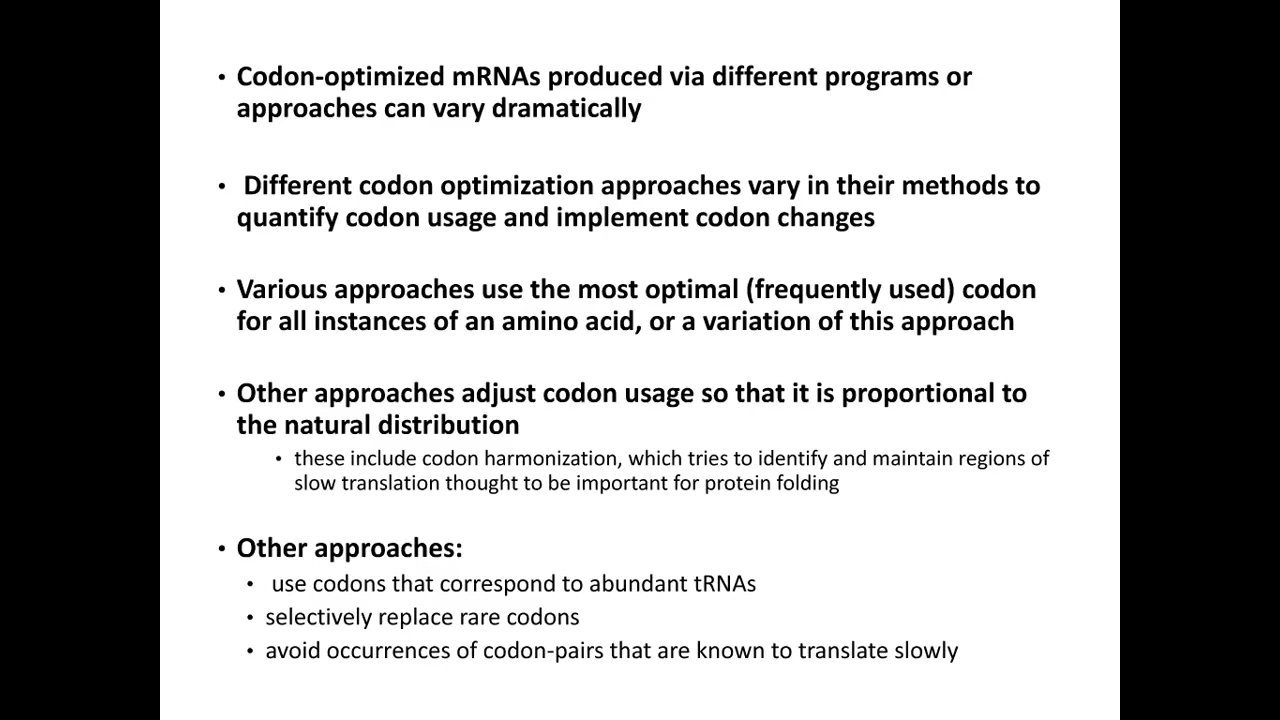 • Codon-optimized mRNAs produced via different programs or
approaches can vary dramatically
• Different codon optimization approaches vary in their methods to
quantify codon usage and implement codon changes
• Various approaches use the most optimal (frequently used) codon
for all instances of an amino acid, or a variation of this approach
• Other approaches adjust codon usage so that it is proportional to
the natural distribution
• these include codon harmonization, which tries to identify and maintain regions of
slow translation thought to be important for protein folding
• Other approaches:
• use codons that correspond to abundant tRNAs
• selectively replace rare codons
• avoid occurrences of codon-pairs that are known to translate slowly